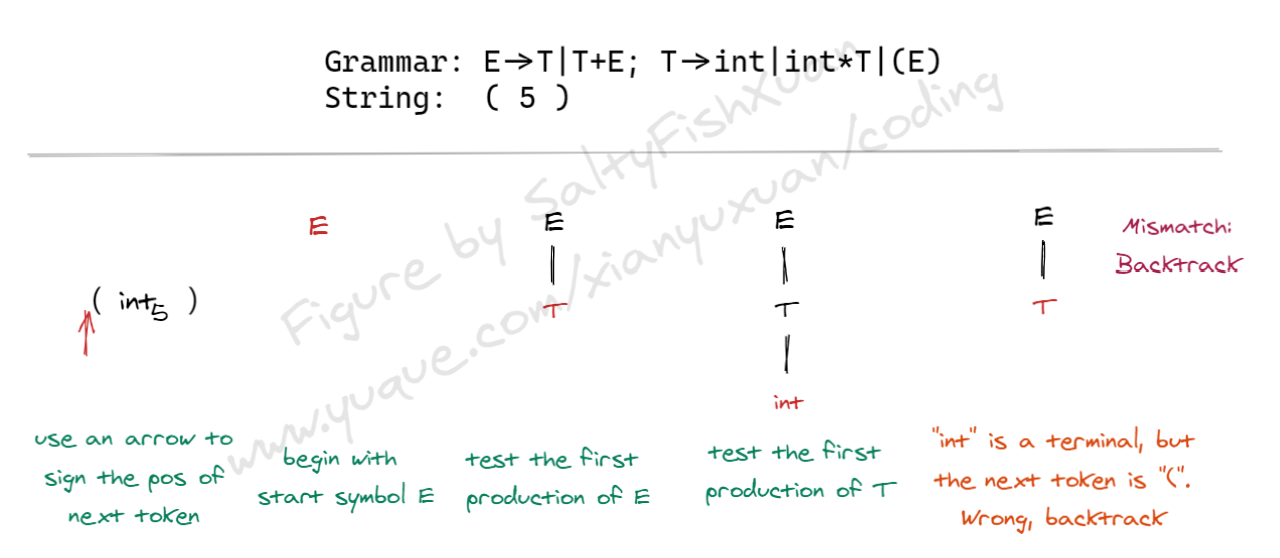 Grammar: E→T|T+E; T→int|int*T|(E)
String: ( 5 )
Figure by SaltyFishXuan
www.yuque.com/xianyuxuan/coding
E
E
E
E
Mismatch:
Backtrack
( int5 )
T
T
T
int
use an arrow to
sign the pos of
next token
begin with
start symbol E
test the first
production of E
test the first
production of T
"int" is a terminal, but
the next token is "(".
Wrong, backtrack